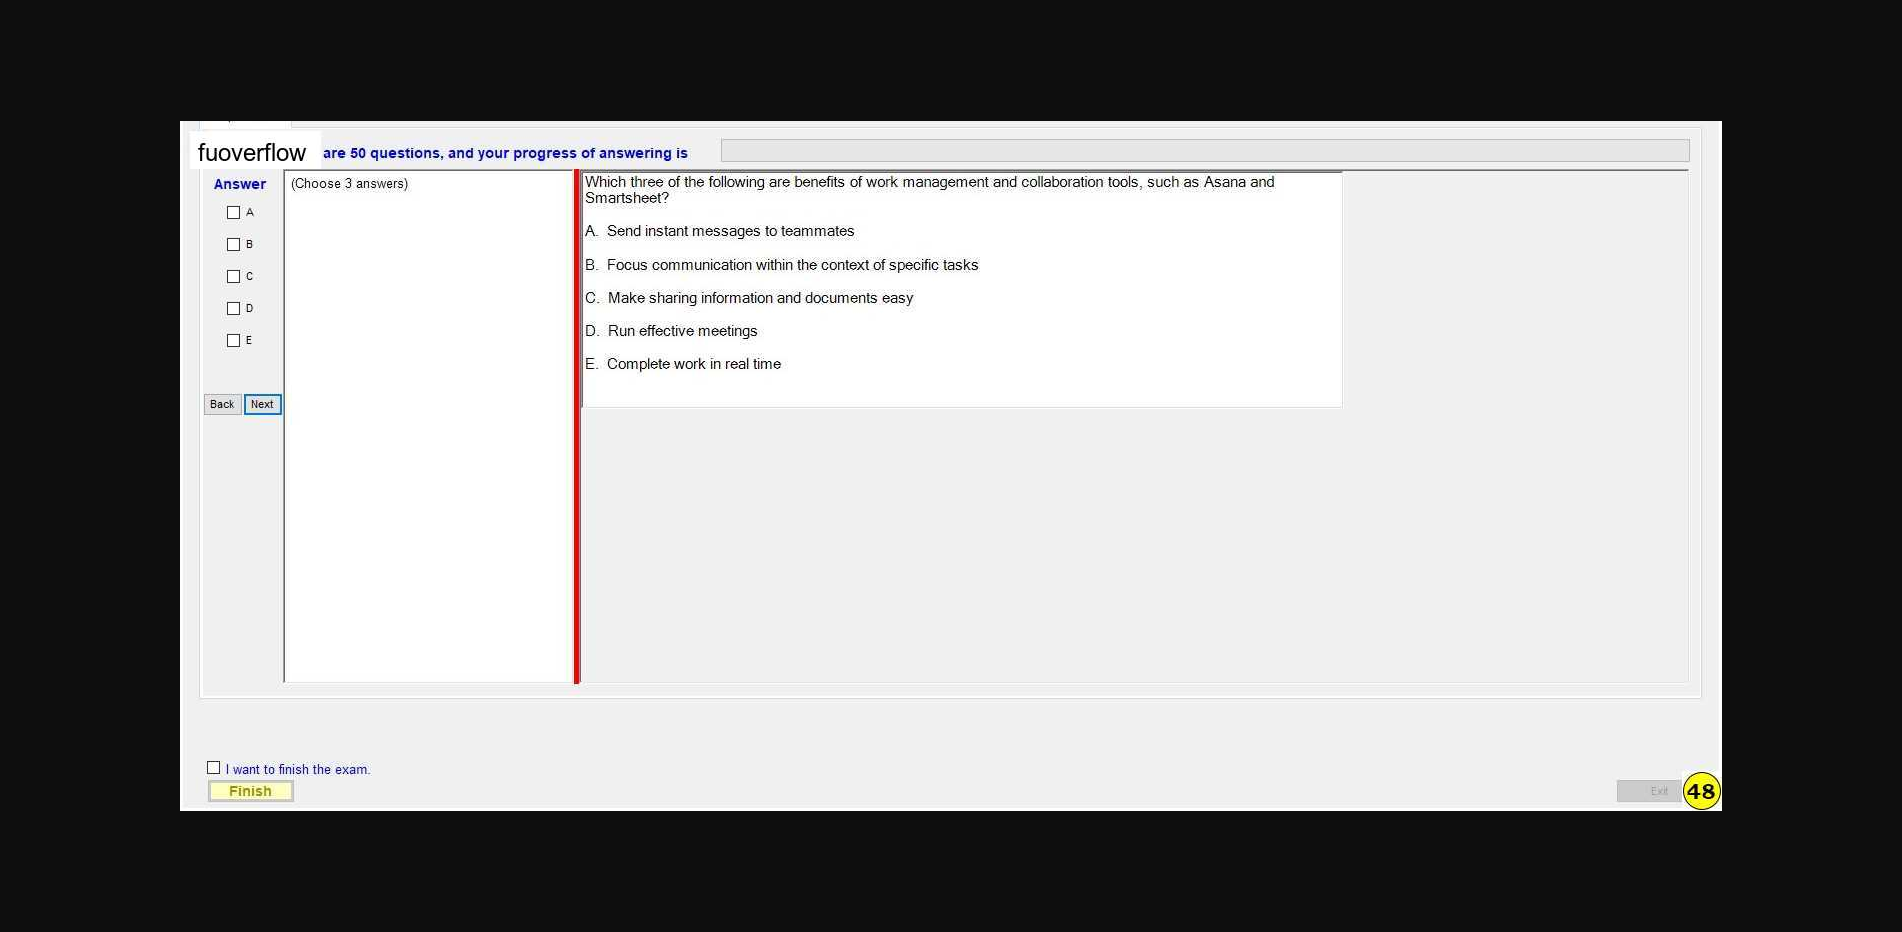 fuoverflow are 50 questions, and your progress of answering is
Answer
(Choose 3 answers)
A
B
C
D
E
Back Next
Which three of the following are benefits of work management and collaboration tools, such as Asana and
Smartsheet?
A. Send instant messages to teammates
B. Focus communication within the context of specific tasks
C. Make sharing information and documents easy
D. Run effective meetings
E. Complete work in real time
I want to finish the exam.
Finish
Exit
48